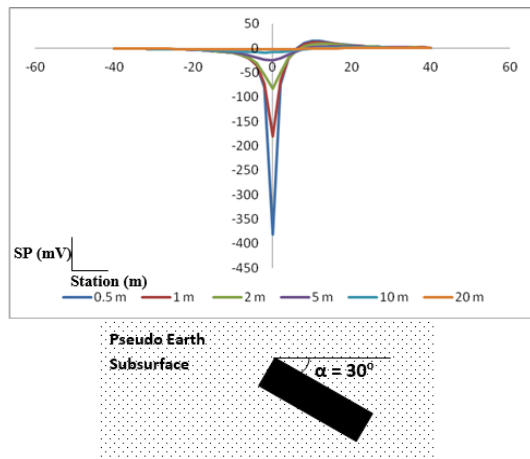 50
0
-50
-100
-150
-200
-250
-300
-350
-400
-450
-60 -40 -20 0 20 40 60
SP (mV)
Station (m)
0.5 m 1 m 2 m 5 m 10 m 20 m
Pseudo Earth
Subsurface
α = 30°